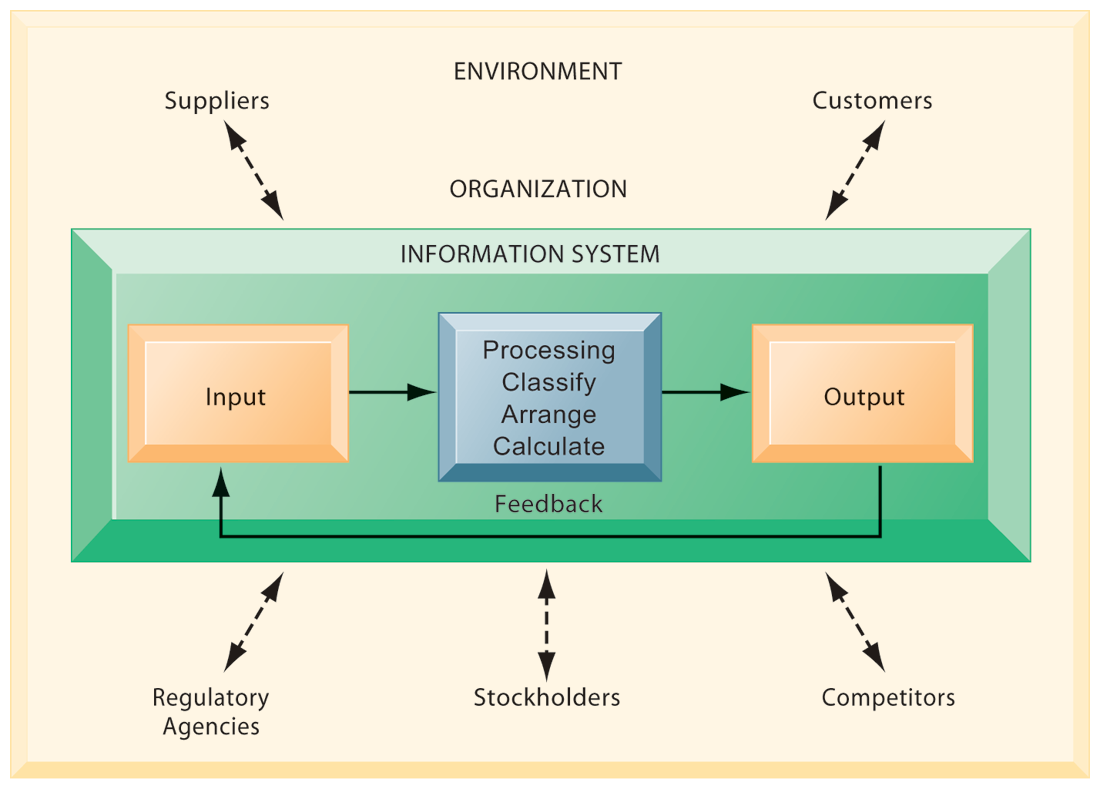 ENVIRONMENT
Suppliers
Customers
ORGANIZATION
INFORMATION SYSTEM
Input
Processing
Classify
Arrange
Calculate
Output
Feedback
Regulatory
Agencies
Stockholders
Competitors